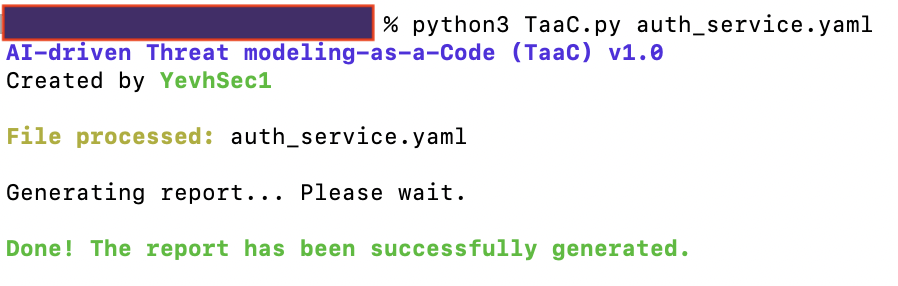 % python3 TaaC.py auth_service.yaml
AI-driven Threat modeling-as-a-Code (TaaC) v1.0
Created by YevhSec1
File processed: auth_service.yaml
Generating report... Please wait.
Done! The report has been successfully generated.